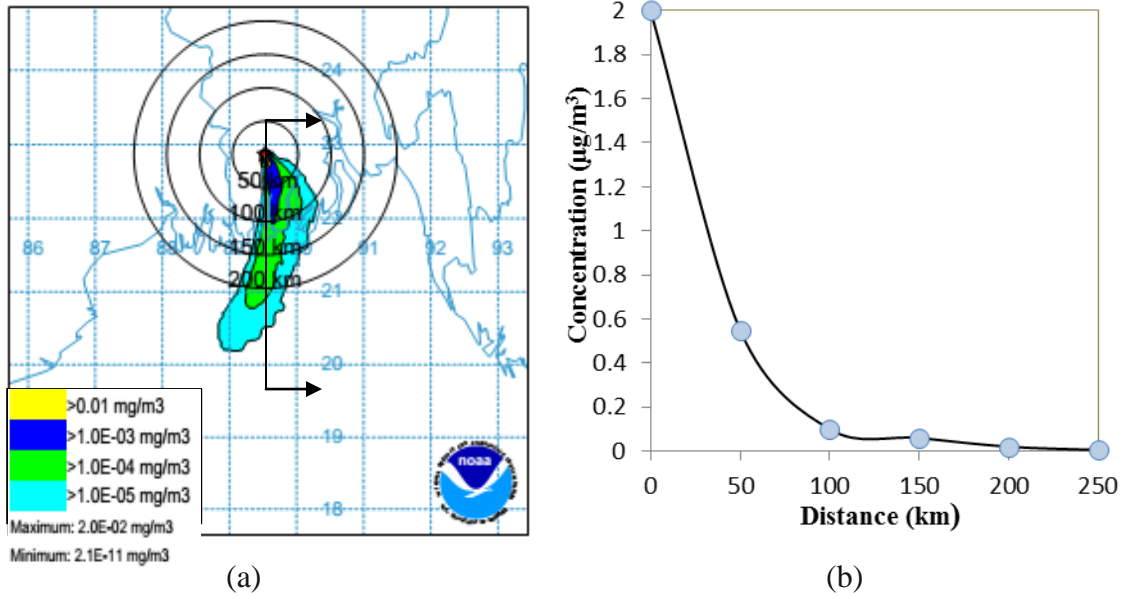 24
23
50 km
100 km
22
86 87 88 150 km 91 92 93
200 km
21
20
19
18
>0.01 mg/m3
>1.0E-03 mg/m3
>1.0E-04 mg/m3
>1.0E-05 mg/m3
Maximum: 2.0E-02 mg/m3
Minimum: 2.1E-11 mg/m3
noaa
(a)
Concentration (µg/m³)
2
1.8
1.6
1.4
1.2
1
0.8
0.6
0.4
0.2
0
0 50 100 150 200 250
Distance (km)
(b)